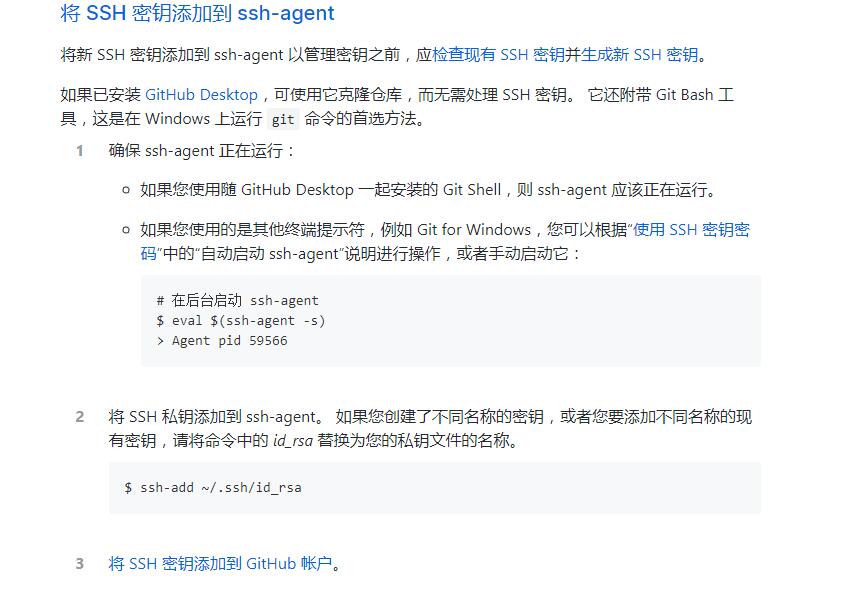 将 SSH 密钥添加到 ssh-agent
将新 SSH 密钥添加到 ssh-agent 以管理密钥之前，应检查现有 SSH 密钥并生成新 SSH 密钥。
如果已安装 GitHub Desktop，可使用它克隆仓库，而无需处理 SSH 密钥。 它还附带 Git Bash 工
具，这是在 Windows 上运行 git 命令的首选方法。
1 确保 ssh-agent 正在运行：
如果您使用随 GitHub Desktop 一起安装的 Git Shell，则 ssh-agent 应该正在运行。
如果您使用的是其他终端提示符，例如 Git for Windows，您可以根据“使用 SSH 密钥密
码”中的“自动启动 ssh-agent”说明进行操作，或者手动启动它：
# 在后台启动 ssh-agent
$ eval $(ssh-agent -s)
> Agent pid 59566
2 将 SSH 私钥添加到 ssh-agent。 如果您创建了不同名称的密钥，或者您要添加不同名称的现
有密钥，请将命令中的 id_rsa 替换为您的私钥文件的名称。
$ ssh-add ~/.ssh/id_rsa
3 将 SSH 密钥添加到 GitHub 帐户。